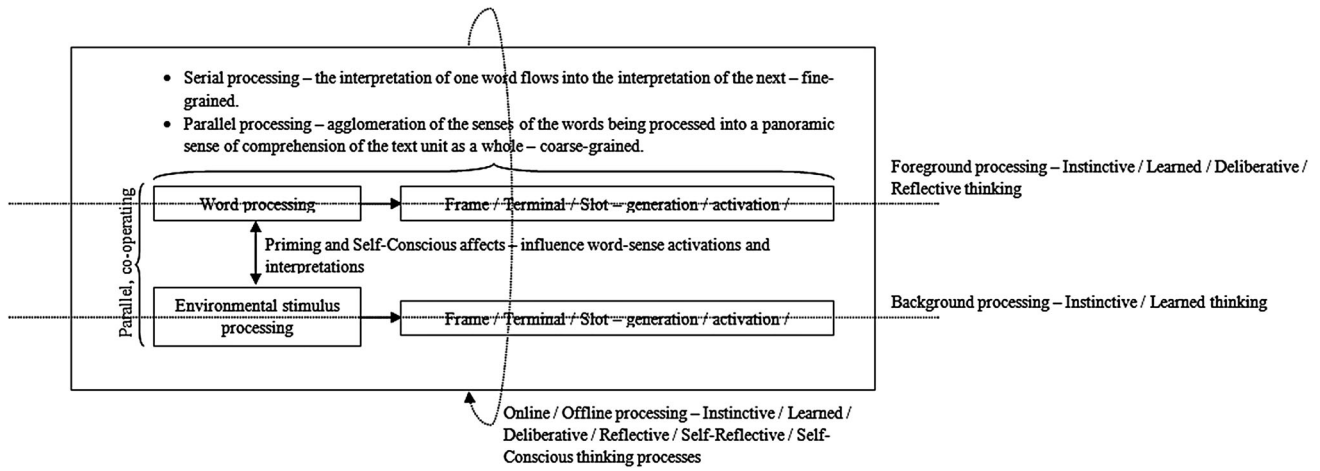 • Serial processing – the interpretation of one word flows into the interpretation of the next – fine-
grained.
• Parallel processing – agglomeration of the senses of the words being processed into a panoramic
sense of comprehension of the text unit as a whole – coarse-grained.
Foreground processing – Instinctive / Learned / Deliberative /
Reflective thinking
Parallel, co-operating
Word processing
Frame / Terminal / Slot – generation / activation /
Priming and Self-Conscious affects – influence word-sense activations and
interpretations
Environmental stimulus
processing
Frame / Terminal / Slot – generation / activation /
Background processing – Instinctive / Learned thinking
Online / Offline processing – Instinctive / Learned /
Deliberative / Reflective / Self-Reflective / Self-
Conscious thinking processes